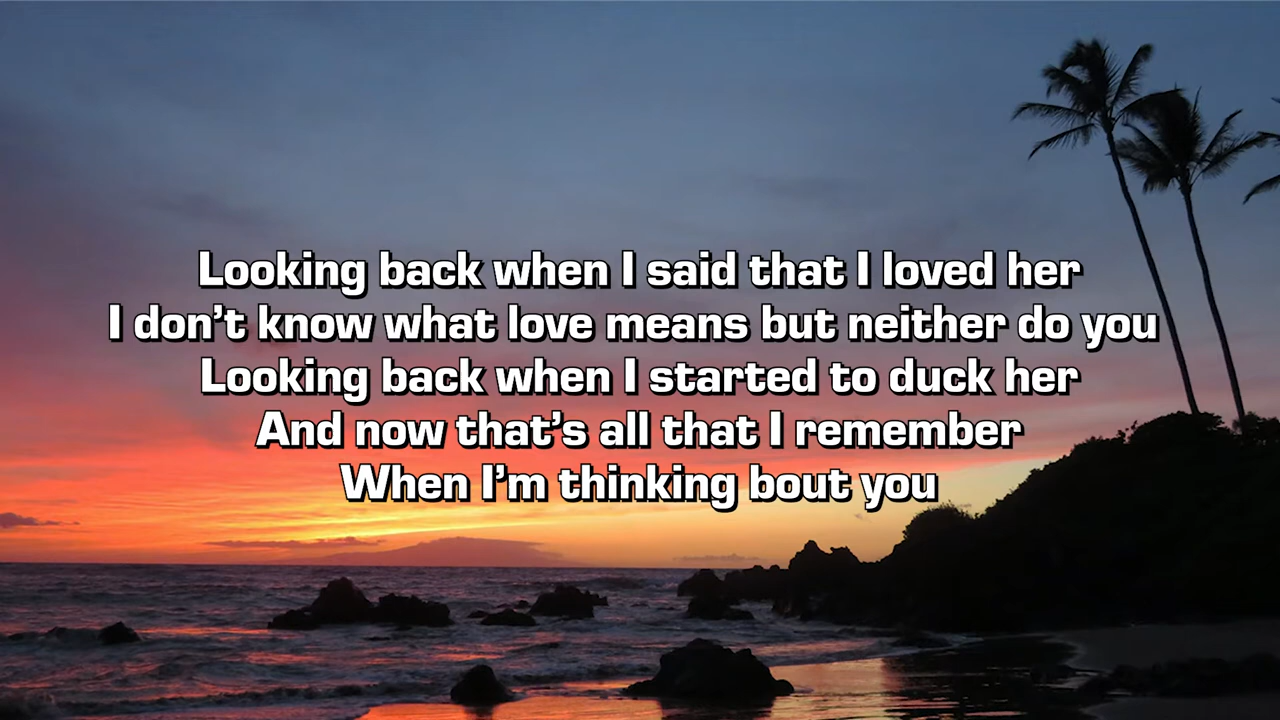 Looking back when I said that I loved her
I don’t know what love means but neither do you
Looking back when I started to duck her
And now that’s all that I remember
When I’m thinking bout you